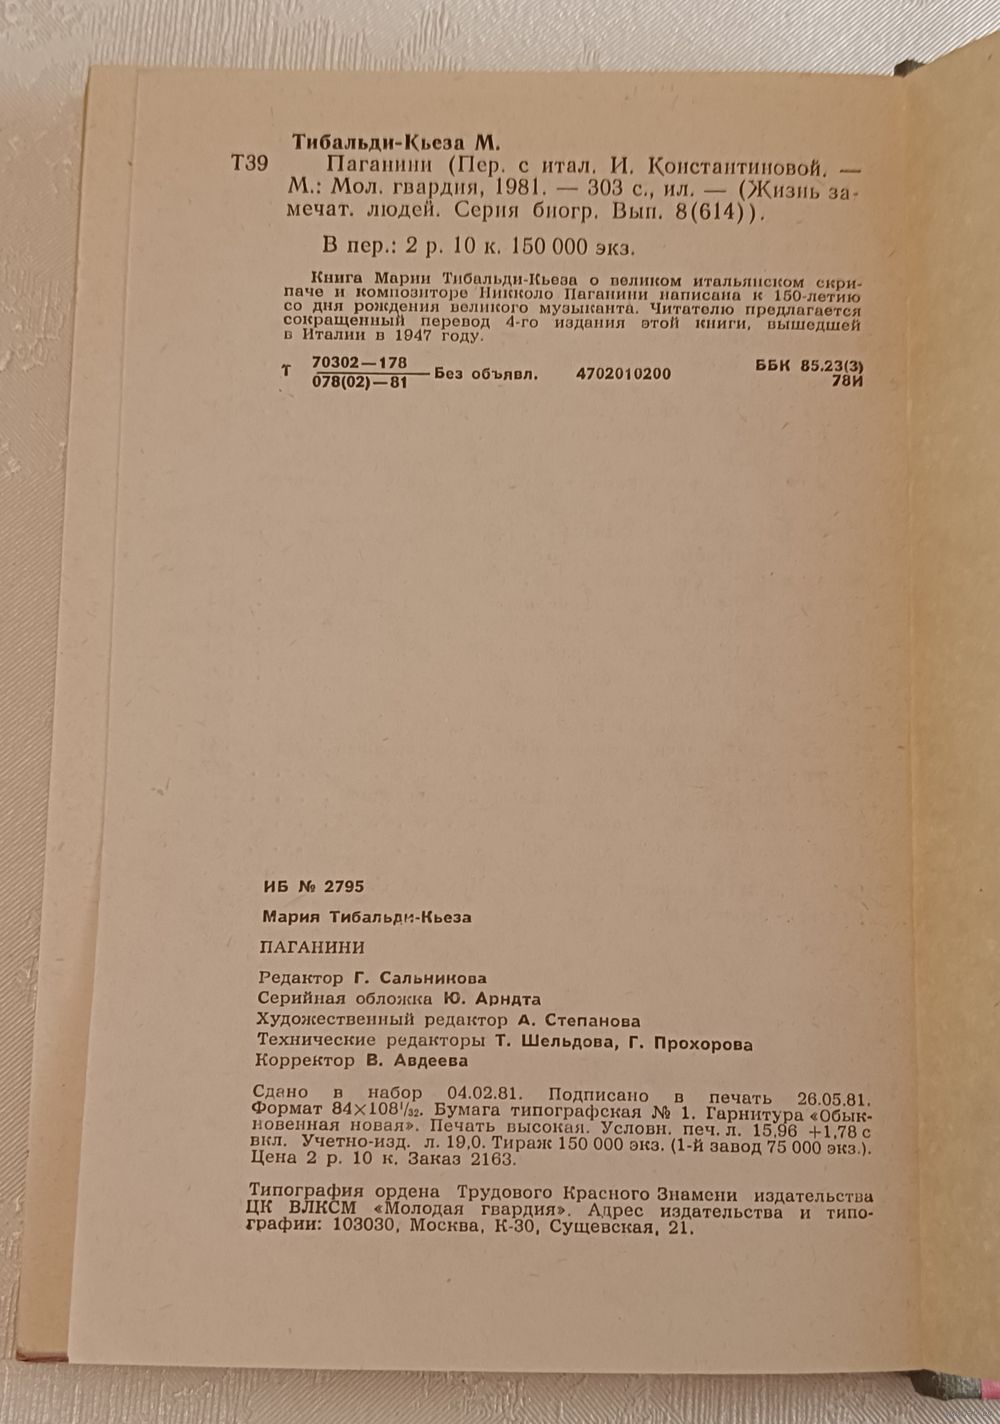 Тибальди-Кьеза М.
Т39 Паганини (Пер. с итал. И. Константиновой. —
М.: Мол. гвардия, 1981. — 303 с., ил. — (Жизнь за-
мечат. людей. Серия биогр. Вып. 8(614)).
В пер.: 2 р. 10 к. 150 000 экз.
Книга Марии Тибальди-Кьеза о великом итальянском скри-
паче и композиторе Никколо Паганини написана к 150-летию
со дня рождения великого музыканта. Читателю предлагается
сокращенный перевод 4-го издания этой книги, вышедшей
в Италии в 1947 году.
Т 70302—178
078(02)—81 Без объявл. 4702010200
ББК 85.23(3)
78И
ИБ № 2795
Мария Тибальди-Кьеза
ПАГАНИНИ
Редактор Г. Сальникова
Серийная обложка Ю. Арндта
Художественный редактор А. Степанова
Технические редакторы Т. Шельдова, Г. Прохорова
Корректор В. Авдеева
Сдано в набор 04.02.81. Подписано в печать 26.05.81.
Формат 84×108¹/₃₂. Бумага типографская № 1. Гарнитура «Обык-
новенная новая». Печать высокая. Условн. печ. л. 15,96 +1,78 с
вкл. Учетно-изд. л. 19,0. Тираж 150 000 экз. (1-й завод 75 000 экз.).
Цена 2 р. 10 к. Заказ 2163.
Типография ордена Трудового Красного Знамени издательства
ЦК ВЛКСМ «Молодая гвардия». Адрес издательства и типо-
графии: 103030, Москва, К-30, Сущевская, 21.